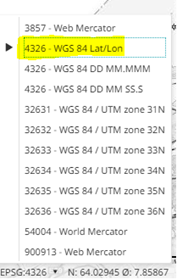 3857 - Web Mercator
4326 - WGS 84 Lat/Lon
4326 - WGS 84 DD MM.MMM
4326 - WGS 84 DD MM SS.S
32631 - WGS 84 / UTM zone 31N
32632 - WGS 84 / UTM zone 32N
32633 - WGS 84 / UTM zone 33N
32634 - WGS 84 / UTM zone 34N
32635 - WGS 84 / UTM zone 35N
32636 - WGS 84 / UTM zone 36N
54004 - World Mercator
900913 - Web Mercator
EPSG:4326 N: 64.02945 Ø: 7.85867